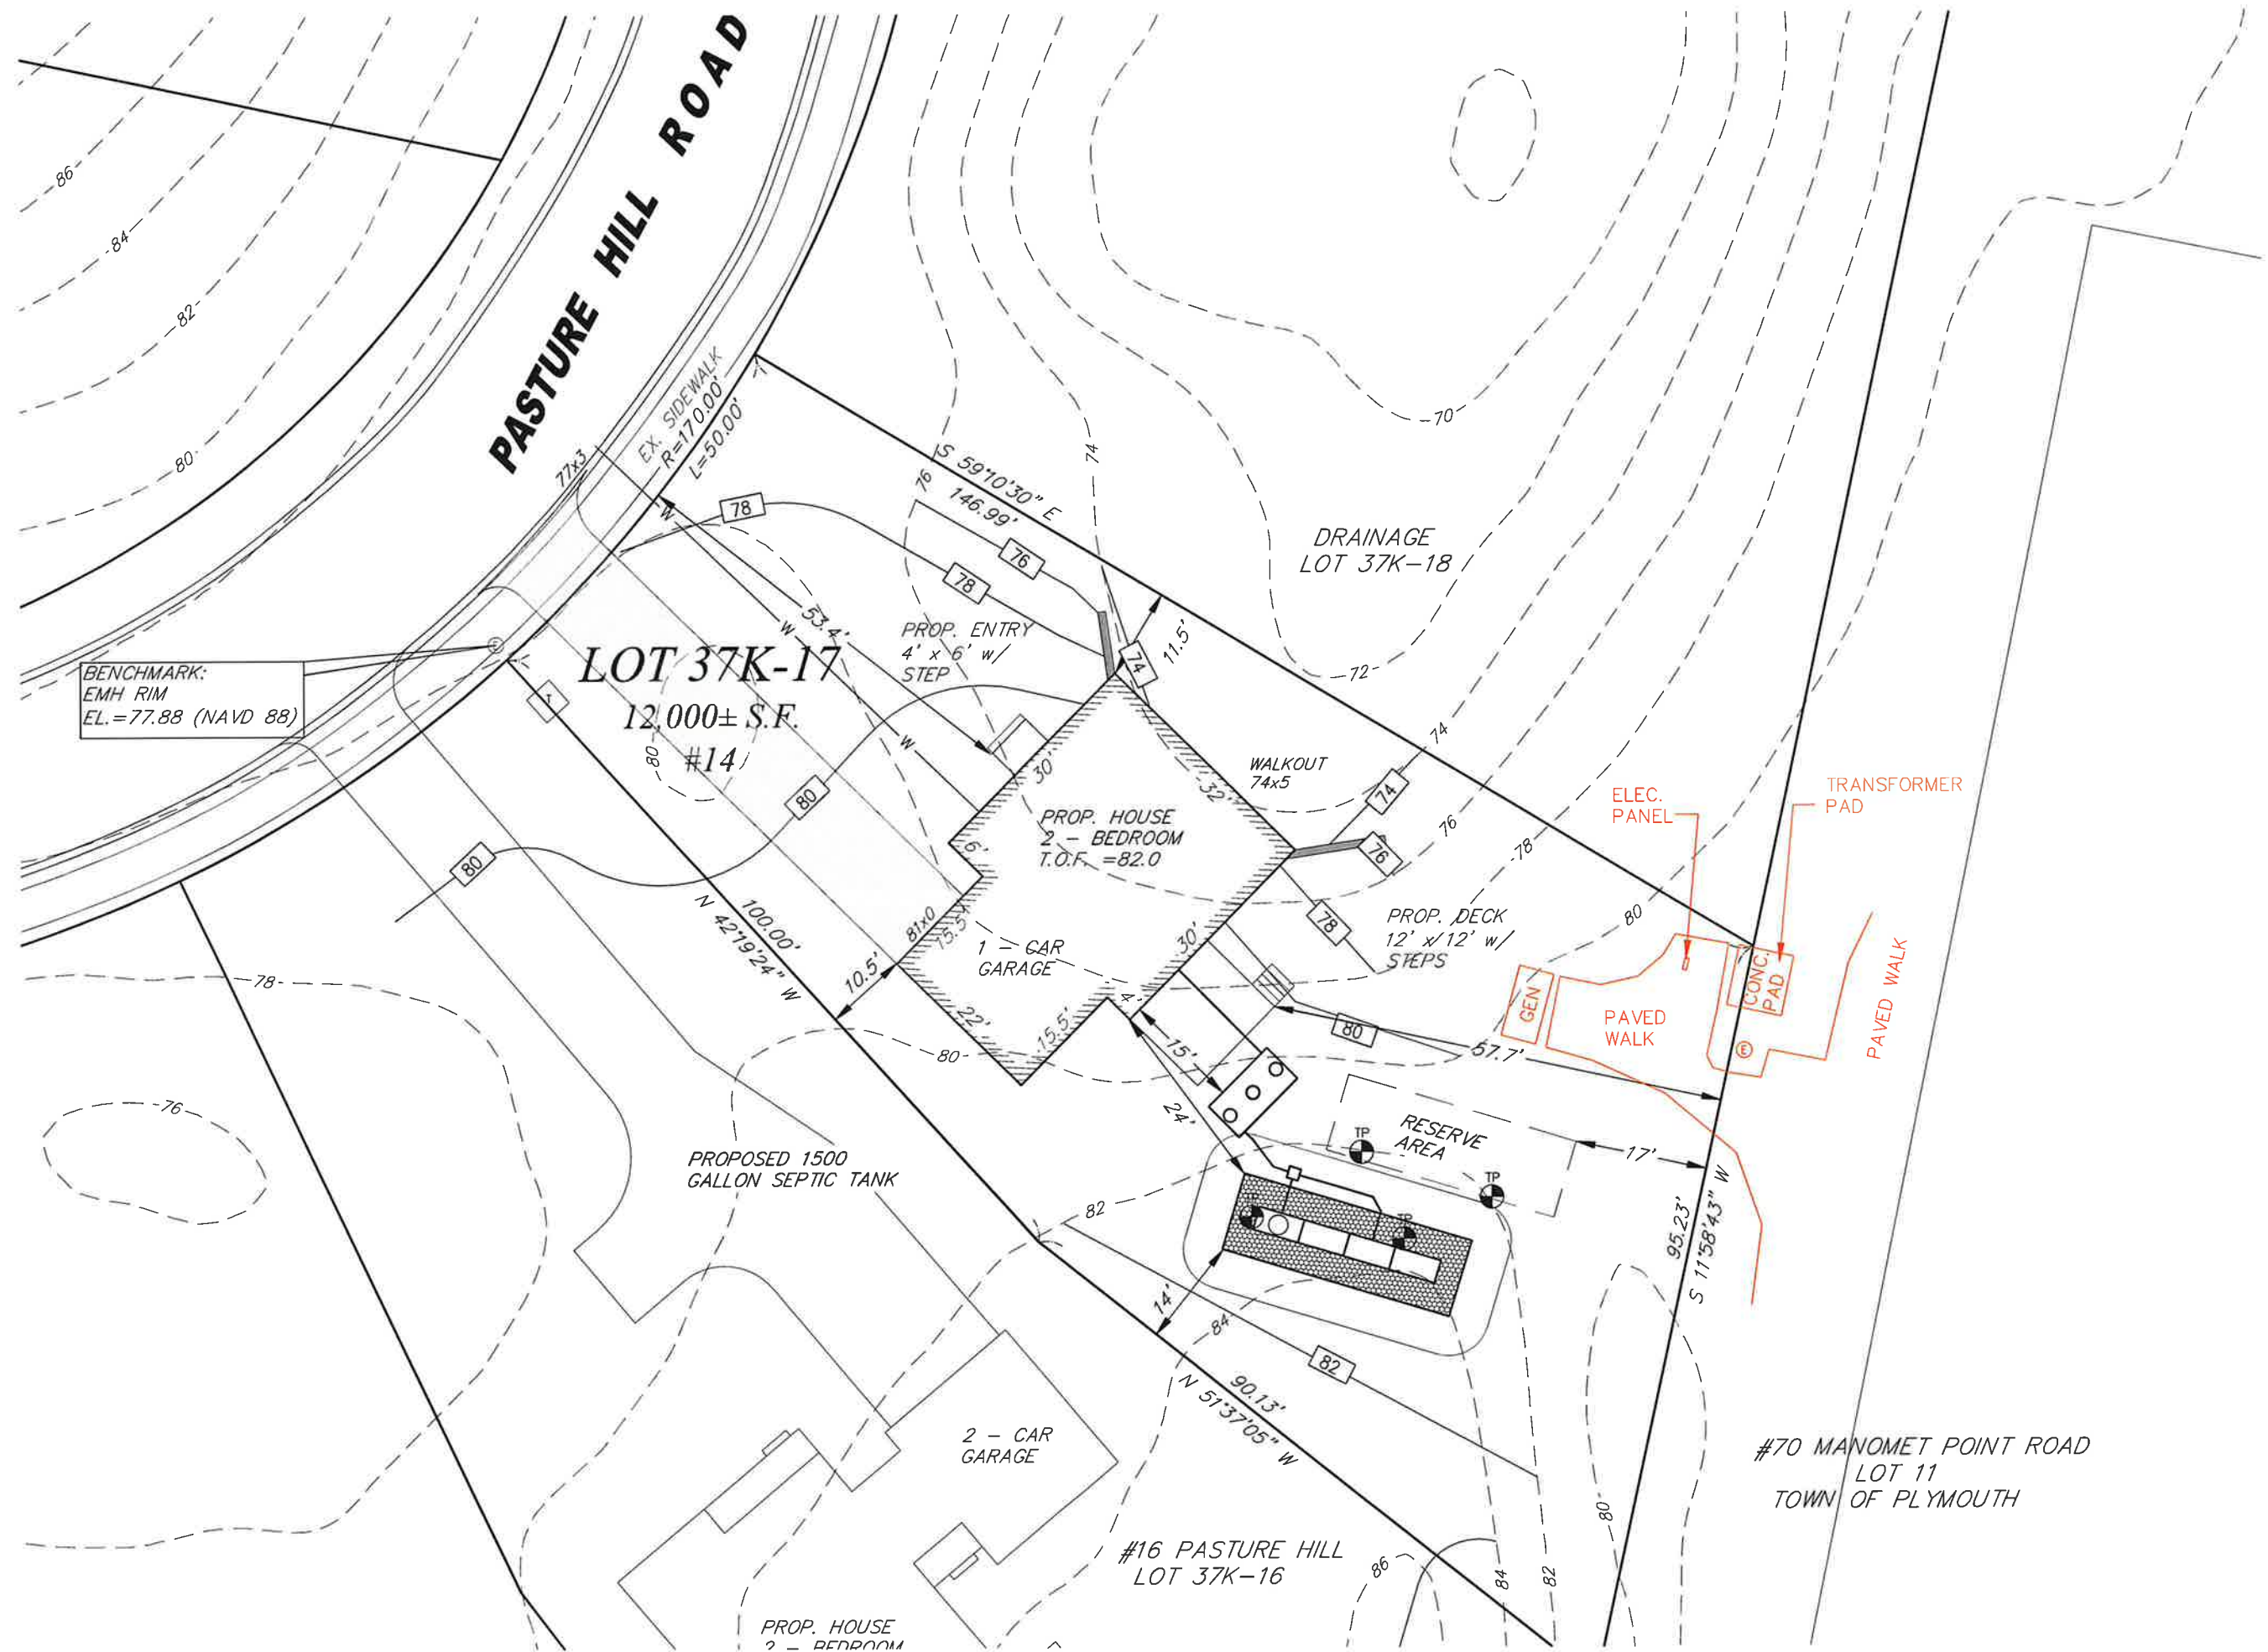 PASTURE HILL ROAD
86
84
82
80
EX. SIDEWALK
R=170.00'
L=50.00'
77x3
BENCHMARK:
EMH RIM
EL.=77.88 (NAVD 88)
S
T
LOT 37K-17
12,000± S.F.
#14
80
78
76
78
76
74
S 59°10'30" E
146.99'
70
72
DRAINAGE
LOT 37K-18
W
W
W
53.4'
PROP. ENTRY
4' x 6' w/
STEP
74
11.5'
WALKOUT
74x5
74
74
76
76
78
80
80
80
30'
32'
PROP. HOUSE
2 - BEDROOM
T.O.F. =82.0
6'
15.5'
81x0
1 - CAR
GARAGE
30'
4'
22'
15.5'
10.5'
100.00'
N 42°19'24" W
78
PROP. DECK
12' x 12' w/
STEPS
80
57.7'
15'
24'
ELEC.
PANEL
TRANSFORMER
PAD
GEN
PAVED
WALK
CONC.
PAD
E
PAVED WALK
78
76
80
PROPOSED 1500
GALLON SEPTIC TANK
82
RESERVE
AREA
TP
TP
TP
TP
17'
95.23'
S 11°58'43" W
14'
84
82
90.13'
N 51°37'05" W
2 - CAR
GARAGE
#70 MANOMET POINT ROAD
LOT 11
TOWN OF PLYMOUTH
#16 PASTURE HILL
LOT 37K-16
86
84
82
80
PROP. HOUSE
2 - BEDROOM